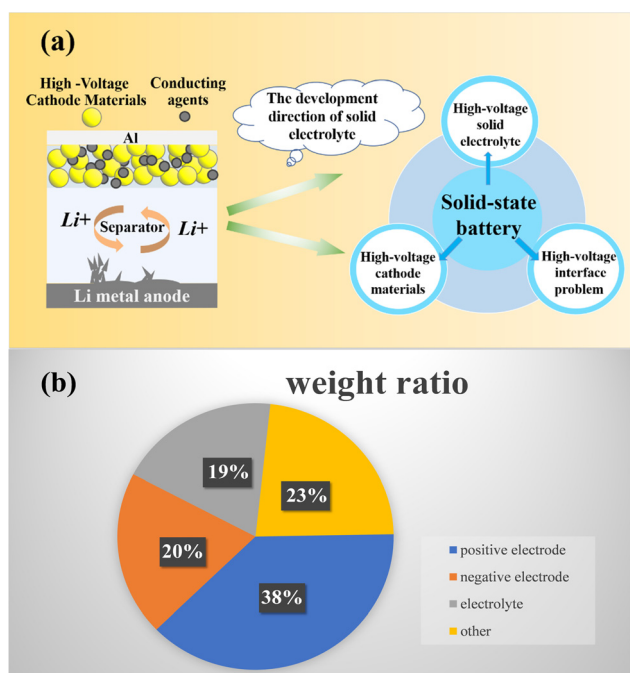 (a)
High -Voltage
Cathode Materials
Conducting
agents
Al
Li+
Separator
Li+
Li metal anode
The development
direction of solid
electrolyte
High-voltage
solid
electrolyte
Solid-state
battery
High-voltage
cathode
materials
High-voltage
interface
problem
(b)
weight ratio
19%
23%
20%
38%
positive electrode
negative electrode
electrolyte
other